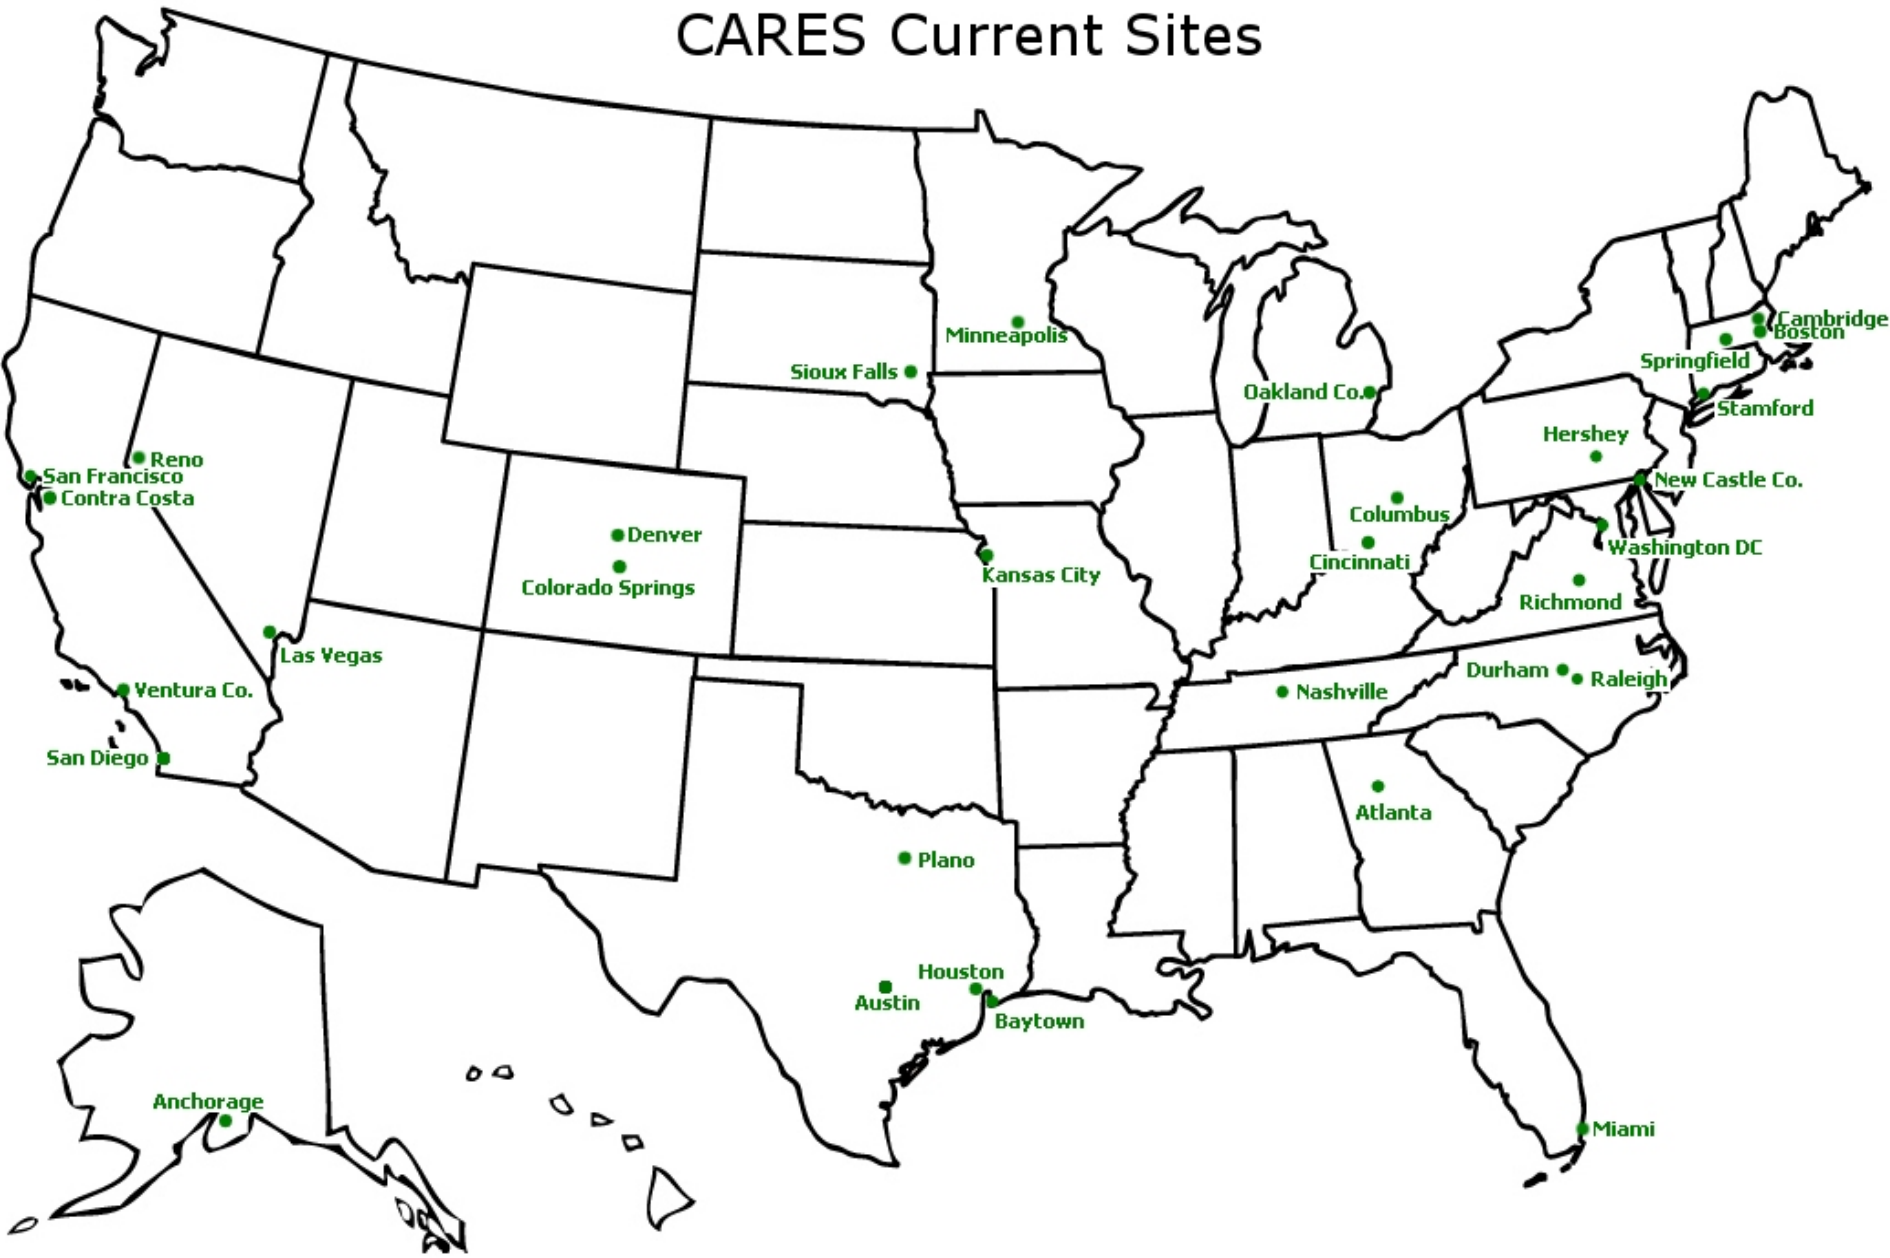 CARES Current Sites
Cambridge
Boston
Minneapolis
Springfield
Sioux Falls
Oakland Co.
Stamford
Hershey
Reno
San Francisco
New Castle Co.
Contra Costa
Columbus
Denver
Washington DC
Cincinnati
Kansas City
Colorado Springs
Richmond
Las Vegas
Durham
Raleigh
Ventura Co.
Nashville
San Diego
Atlanta
Plano
Houston
Austin
Baytown
Anchorage
Miami